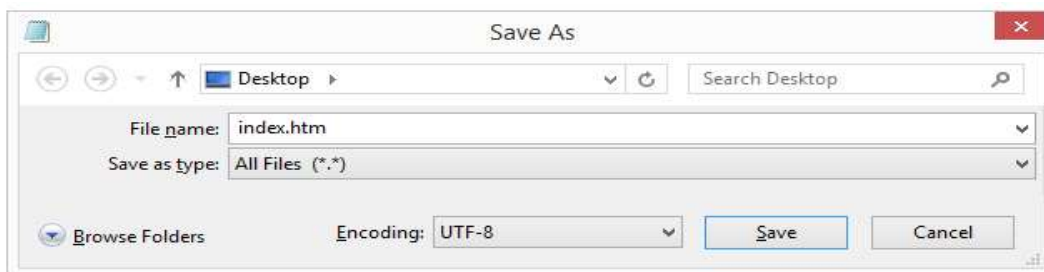 Save As
Desktop
Search Desktop
File name: index.htm
Save as type: All Files (*.*)
Browse Folders Encoding: UTF-8 Save Cancel